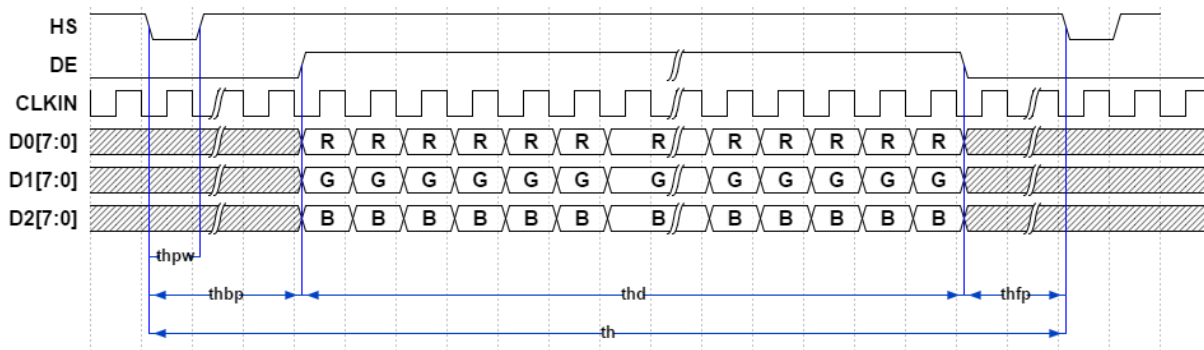 HS
DE
CLKIN
D0[7:0] R R R R R R R R R R R R
D1[7:0] G G G G G G G G G G G G
D2[7:0] B B B B B B B B B B B B
thpw
thbp thd thfp
th